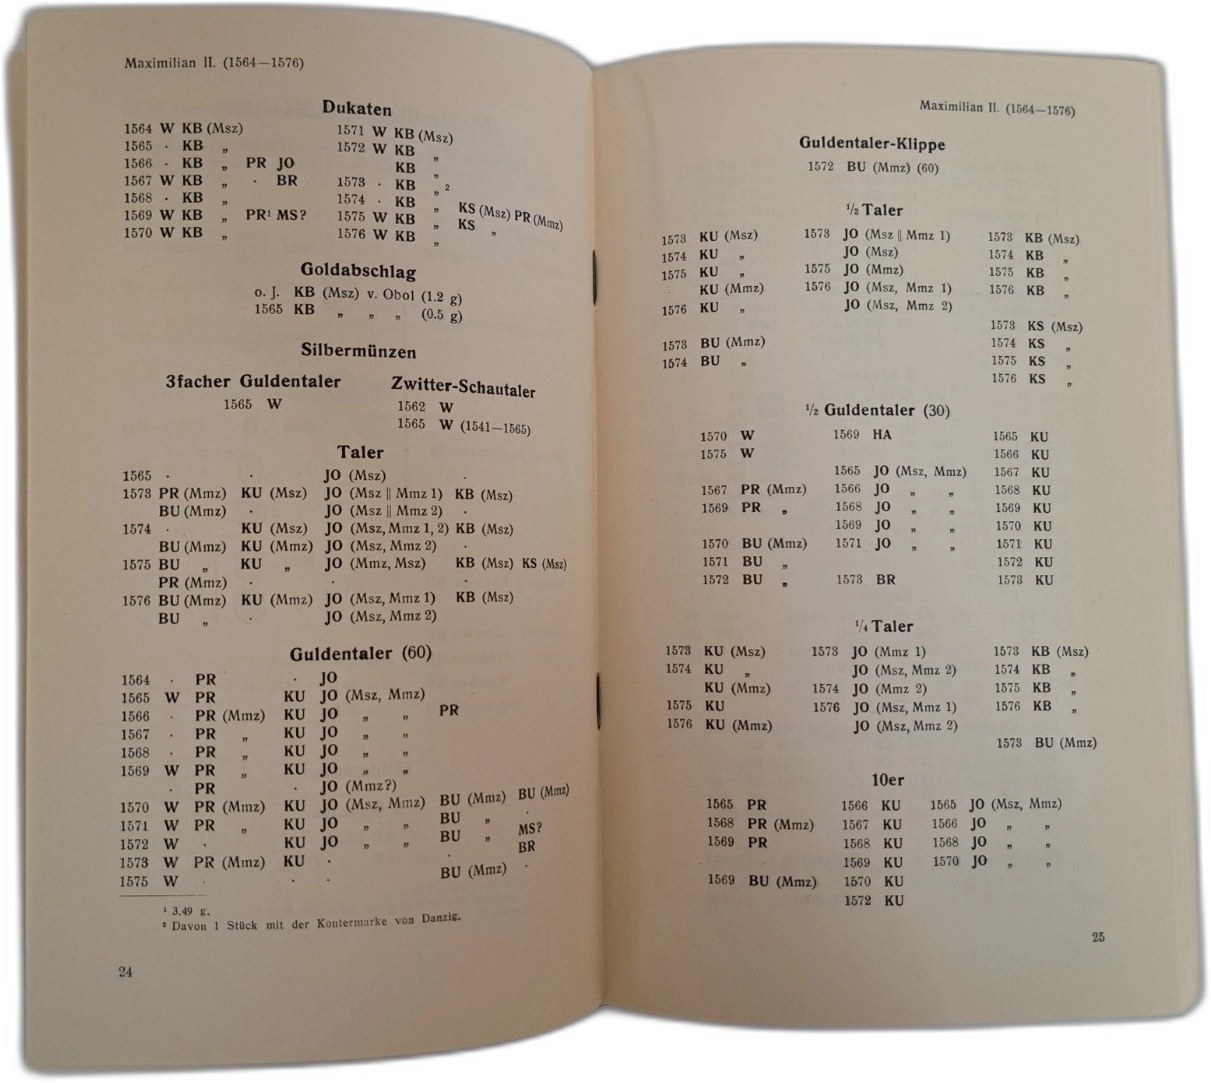 Maximilian II. (1564—1576)
Dukaten
1564 W KB (Msz) 1571 W KB (Msz)
1565 · KB „ 1572 W KB „
1566 · KB „ PR JO KB „
1567 W KB „ · BR 1573 · KB „ ²
1568 · KB „ 1574 · KB
1569 W KB „ PR¹ MS? 1575 W KB „ KS (Msz) PR (Mmz)
1570 W KB „ 1576 W KB „ KS „
Goldabschlag
o. J. KB (Msz) v. Obol (1.2 g)
1565 KB „ „ „ (0.5 g)
Silbermünzen
3facher Guldentaler Zwitter-Schautaler
1565 W 1562 W
1565 W (1541—1565)
Taler
1565 · · JO (Msz) ·
1573 PR (Mmz) KU (Msz) JO (Msz || Mmz 1) KB (Msz)
BU (Mmz) · JO (Msz || Mmz 2) ·
1574 · KU (Msz) JO (Msz, Mmz 1, 2) KB (Msz)
BU (Mmz) KU (Mmz) JO (Msz, Mmz 2) ·
1575 BU „ KU „ JO (Mmz, Msz) KB (Msz) KS (Msz)
PR (Mmz) · · ·
1576 BU (Mmz) KU (Mmz) JO (Msz, Mmz 1) KB (Msz)
BU „ · JO (Msz, Mmz 2)
Guldentaler (60)
1564 · PR · JO
1565 W PR KU JO (Msz, Mmz)
1566 · PR (Mmz) KU JO „ „ PR
1567 · PR „ KU JO „ „
1568 · PR „ KU JO „ „
1569 W PR „ KU JO „ „
· PR · JO (Mmz?)
1570 W PR (Mmz) KU JO (Msz, Mmz) BU (Mmz) BU (Mmz)
1571 W PR „ KU JO „ „ BU „ ·
1572 W · KU JO „ „ BU „ MS?
1573 W PR (Mmz) KU · · BR
1575 W · · · BU (Mmz) ·
¹ 3.49 g.
² Davon 1 Stück mit der Kontermarke von Danzig.
24
Maximilian II. (1564—1576)
Guldentaler-Klippe
1572 BU (Mmz) (60)
½ Taler
1573 KU (Msz) 1573 JO (Msz || Mmz 1) 1573 KB (Msz)
1574 KU „ JO (Msz) 1574 KB „
1575 KU „ 1575 JO (Mmz) 1575 KB „
· KU (Mmz) 1576 JO (Msz, Mmz 1) 1576 KB „
1576 KU „ JO (Msz, Mmz 2)
1573 KS (Msz)
1573 BU (Mmz) 1574 KS „
1574 BU „ 1575 KS „
1576 KS „
½ Guldentaler (30)
1570 W 1569 HA 1565 KU
1575 W 1566 KU
1565 JO (Msz, Mmz) 1567 KU
1567 PR (Mmz) 1566 JO „ „ 1568 KU
1569 PR „ 1568 JO „ „ 1569 KU
1569 JO „ „ 1570 KU
1570 BU (Mmz) 1571 JO „ „ 1571 KU
1571 BU „ 1572 KU
1572 BU „ 1573 BR 1573 KU
¼ Taler
1573 KU (Msz) 1573 JO (Mmz 1) 1573 KB (Msz)
1574 KU „ JO (Msz, Mmz 2) 1574 KB „
KU (Mmz) 1574 JO (Mmz 2) 1575 KB „
1575 KU 1576 JO (Msz, Mmz 1) 1576 KB „
1576 KU (Mmz) JO (Msz, Mmz 2)
1573 BU (Mmz)
10er
1565 PR 1566 KU 1565 JO (Msz, Mmz)
1568 PR (Mmz) 1567 KU 1566 JO „ „
1569 PR 1568 KU 1568 JO „ „
1569 KU 1570 JO „ „
1569 BU (Mmz) 1570 KU
1572 KU
25